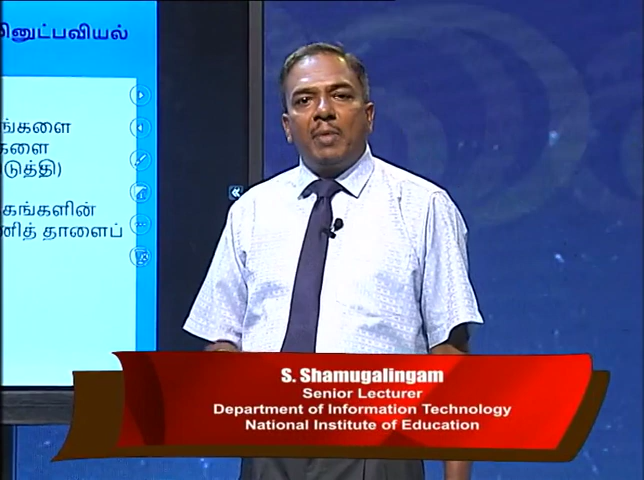 தினுட்பவியல்
ங்களை
களை
டுத்தி)
கங்களின்
ணித் தாளைப்
S. Shamugalingam
Senior Lecturer
Department of Information Technology
National Institute of Education